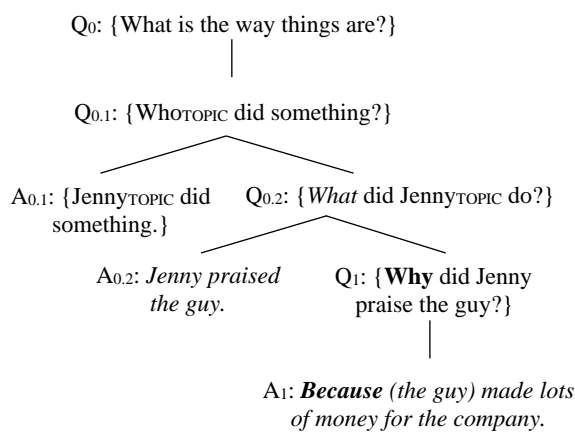 Q0: {What is the way things are?}
Q0.1: {WhoTOPIC did something?}
A0.1: {JennyTOPIC did
something.}
Q0.2: {What did JennyTOPIC do?}
A0.2: Jenny praised
the guy.
Q1: {Why did Jenny
praise the guy?}
A1: Because (the guy) made lots
of money for the company.